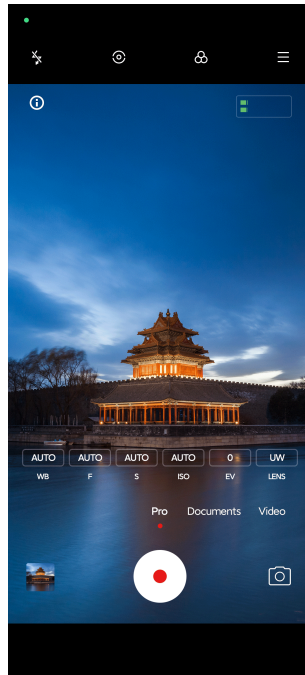 AUTO AUTO AUTO AUTO 0 UW
WB F S ISO EV LENS
Pro Documents Video